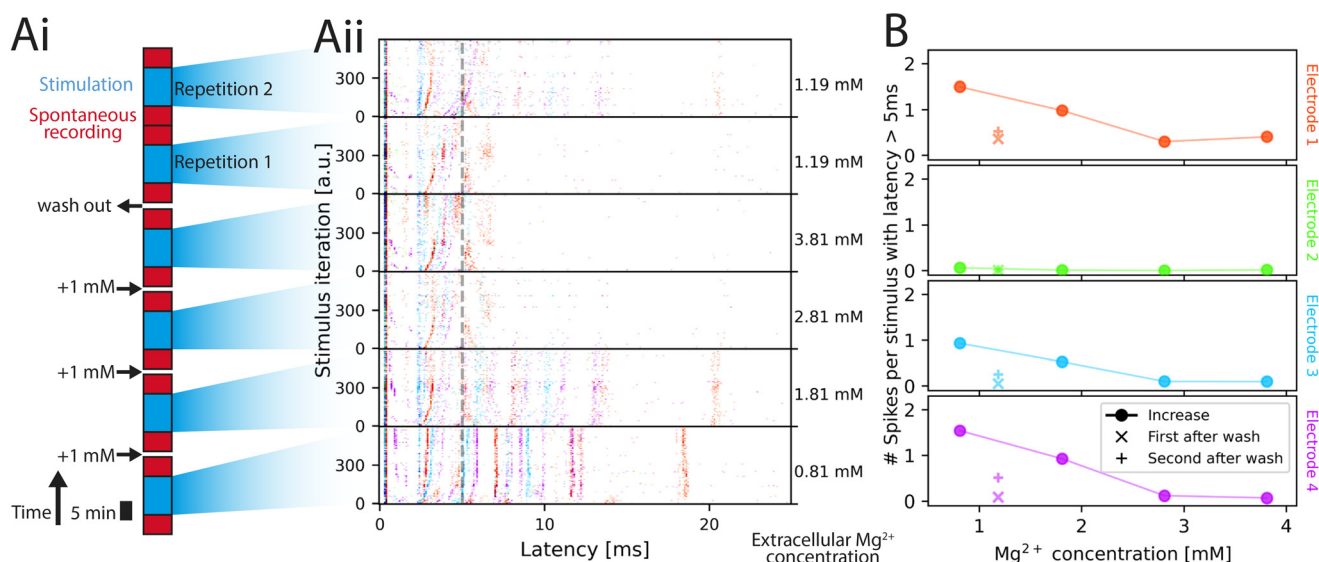 Ai
Stimulation
Spontaneous
recording
Repetition 2
Repetition 1
wash out
+1 mM
+1 mM
+1 mM
Time
5 min
Aii
Stimulus iteration [a.u.]
300
0
300
0
300
0
300
0
300
0
300
0
0
10
20
Latency [ms]
1.19 mM
1.19 mM
3.81 mM
2.81 mM
1.81 mM
0.81 mM
Extracellular Mg²⁺
concentration
B
# Spikes per stimulus with latency > 5ms
2
1
0
Electrode 1
2
1
0
Electrode 2
2
1
0
Electrode 3
2
1
0
Electrode 4
Increase
First after wash
Second after wash
1
2
3
4
Mg²⁺ concentration [mM]